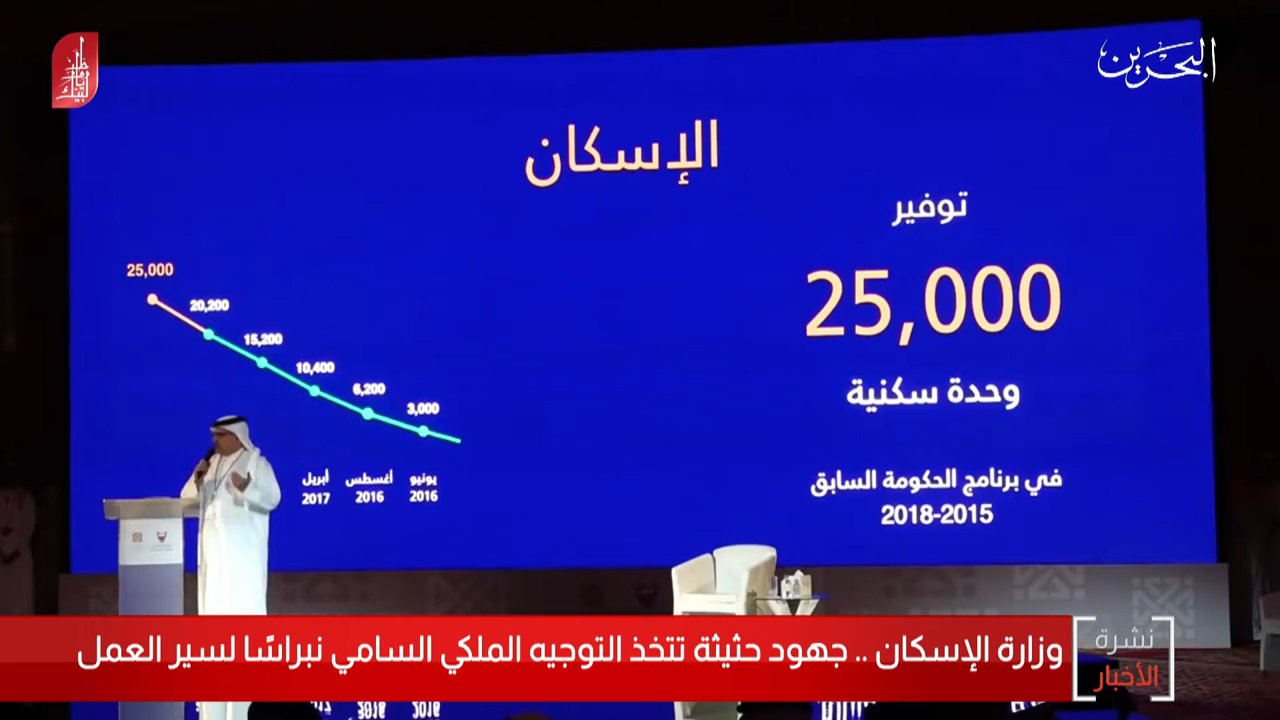 البحرين
الإسكان
توفير
25,000
وحدة سكنية
في برنامج الحكومة السابق
2018-2015
25,000
20,200
15,200
10,400
6,200
3,000
يونيو
2016
أغسطس
2016
أبريل
2017
نشرة
الأخبار
وزارة الإسكان .. جهود حثيثة تتخذ التوجيه الملكي السامي نبراسًا لسير العمل